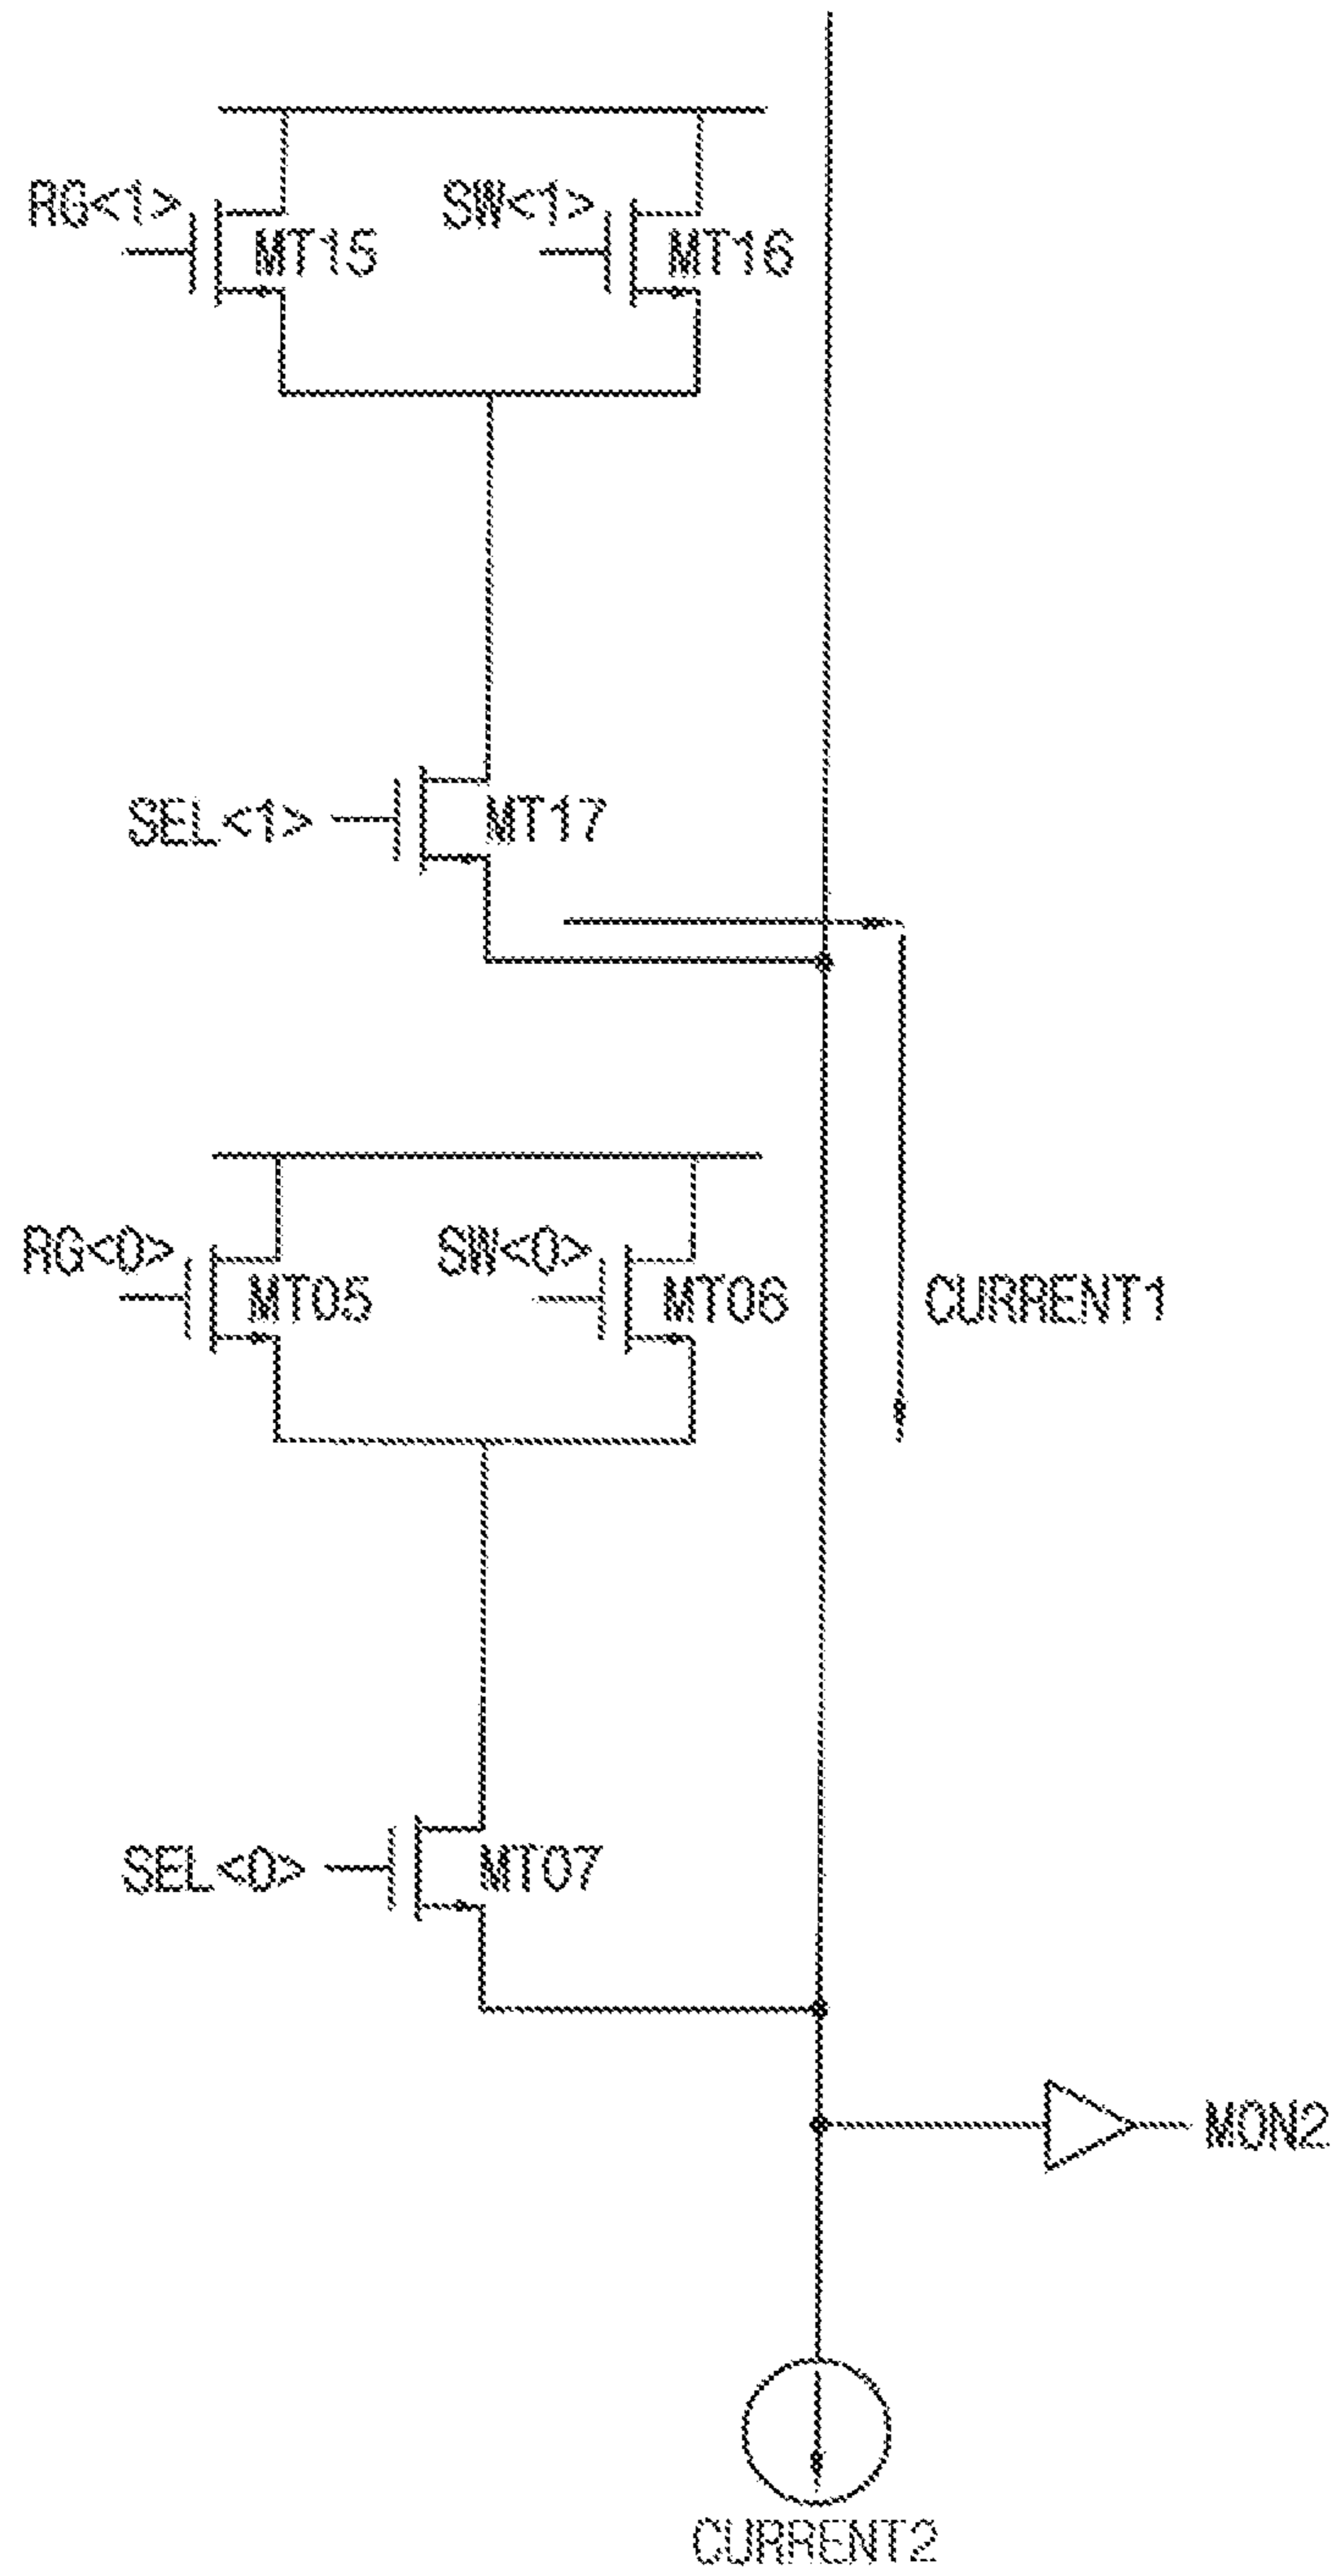 RG<1>
SW<1>
MT15
MT16
SEL<1>
MT17
RG<0>
SW<0>
MT05
MT06
CURRENT1
SEL<0>
MT07
MON2
CURRENT2